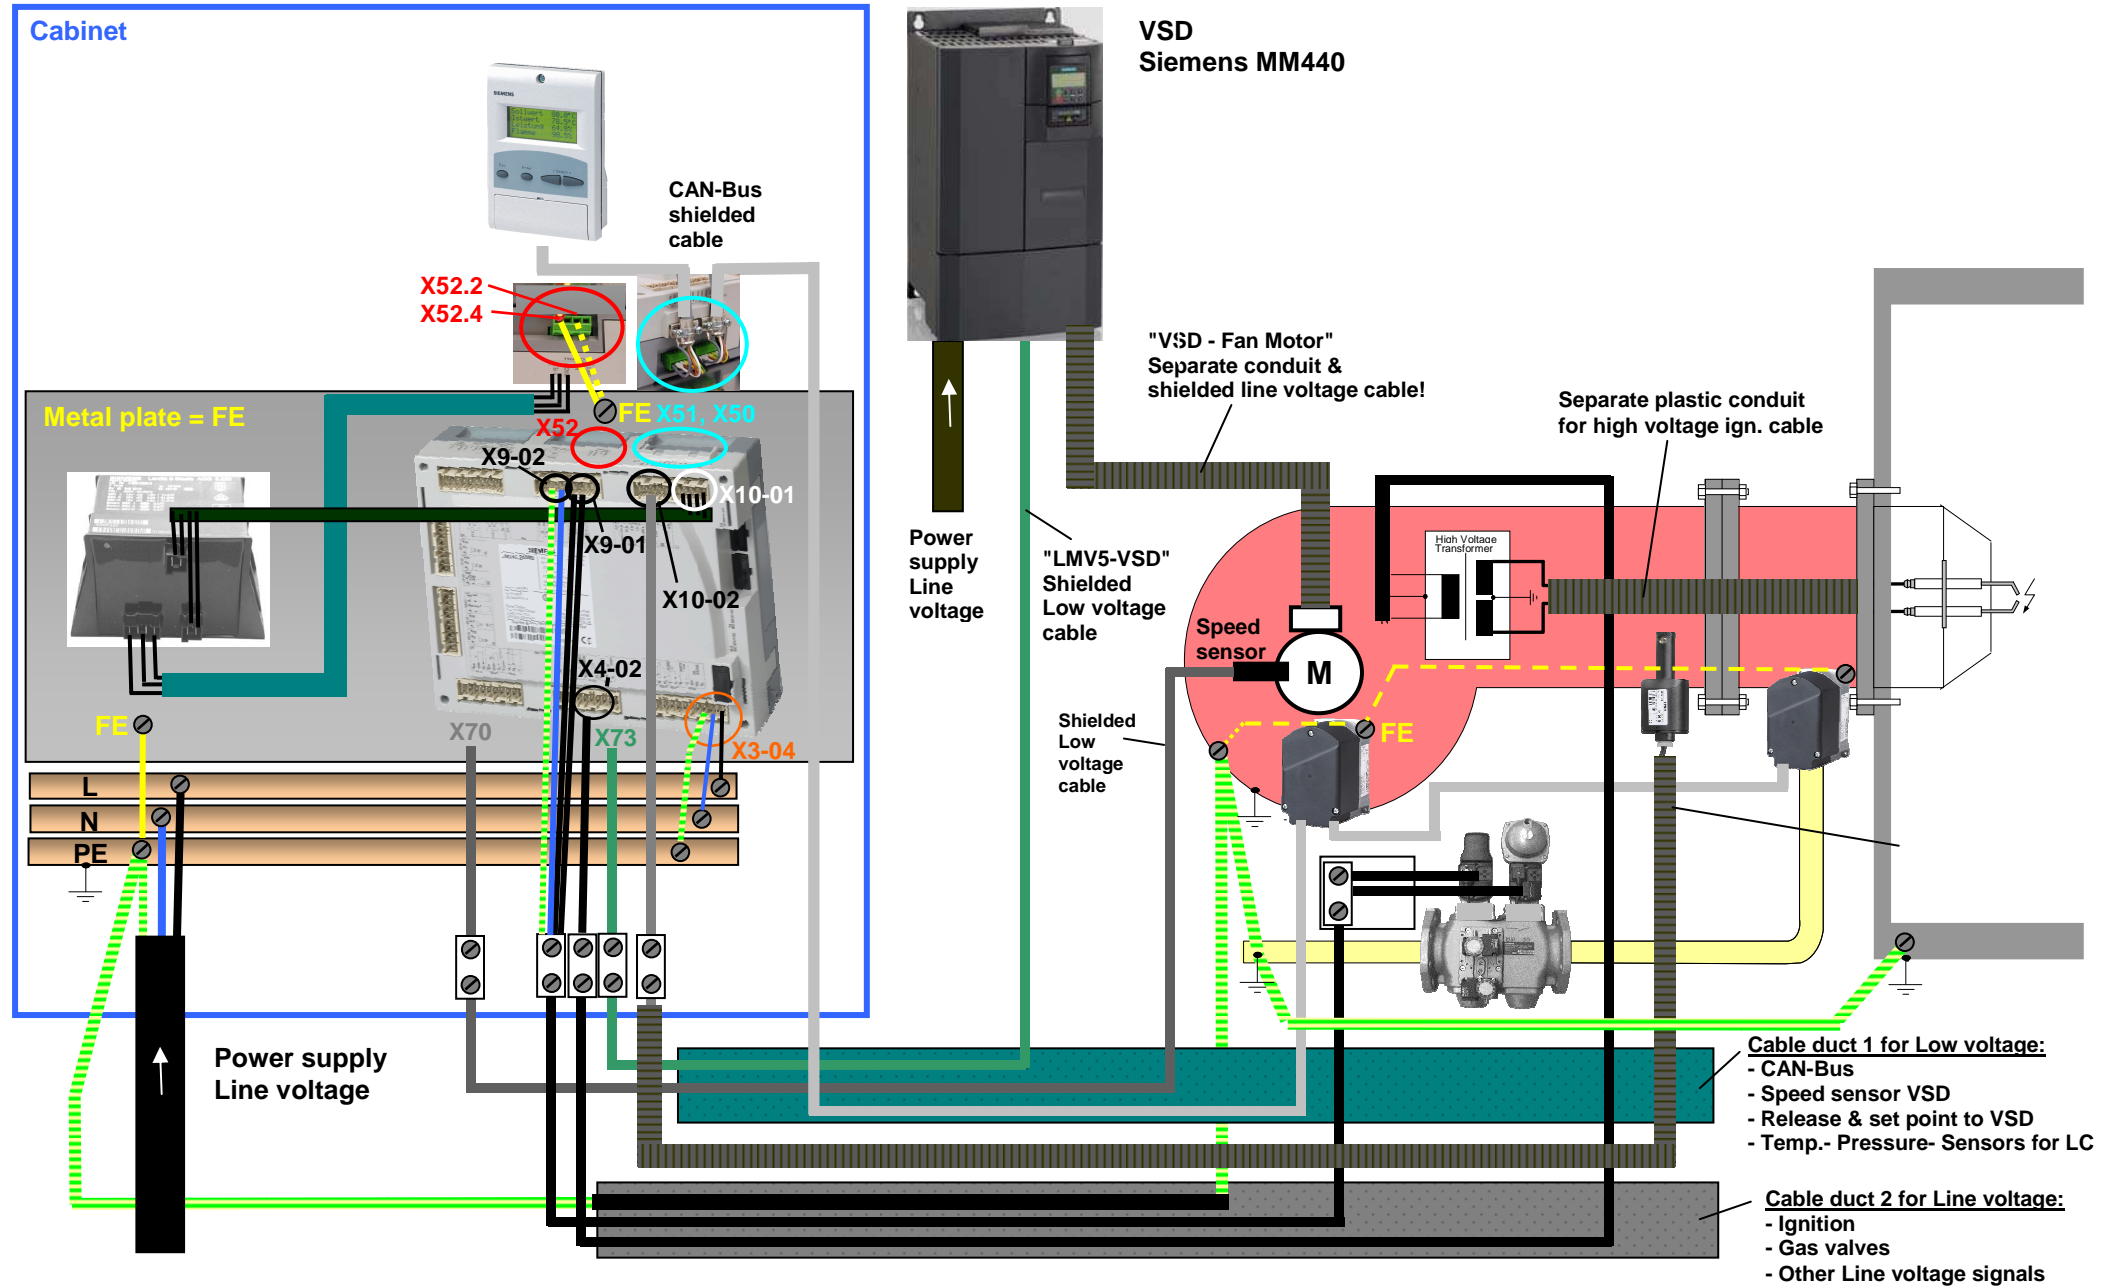 Cabinet
VSD
Siemens MM440
SIEMENS
CAN-Bus
shielded
cable
X52.2
X52.4
"VSD - Fan Motor"
Separate conduit &
shielded line voltage cable!
Separate plastic conduit
for high voltage ign. cable
Metal plate = FE
FE
X51, X50
X52
X9-02
X10-01
X9-01
X10-02
Power
supply
Line
voltage
"LMV5-VSD"
Shielded
Low voltage
cable
High Voltage
Transformer
Speed
sensor
M
X4-02
FE
X70
X73
X3-04
Shielded
Low
voltage
cable
FE
L
N
PE
Power supply
Line voltage
Cable duct 1 for Low voltage:
- CAN-Bus
- Speed sensor VSD
- Release & set point to VSD
- Temp.- Pressure- Sensors for LC
Cable duct 2 for Line voltage:
- Ignition
- Gas valves
- Other Line voltage signals